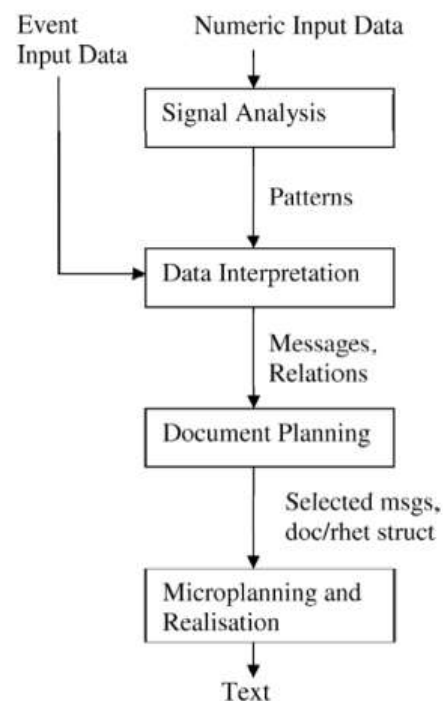 Event
Input Data
Numeric Input Data
Signal Analysis
Patterns
Data Interpretation
Messages,
Relations
Document Planning
Selected msgs,
doc/rhet struct
Microplanning and
Realisation
Text